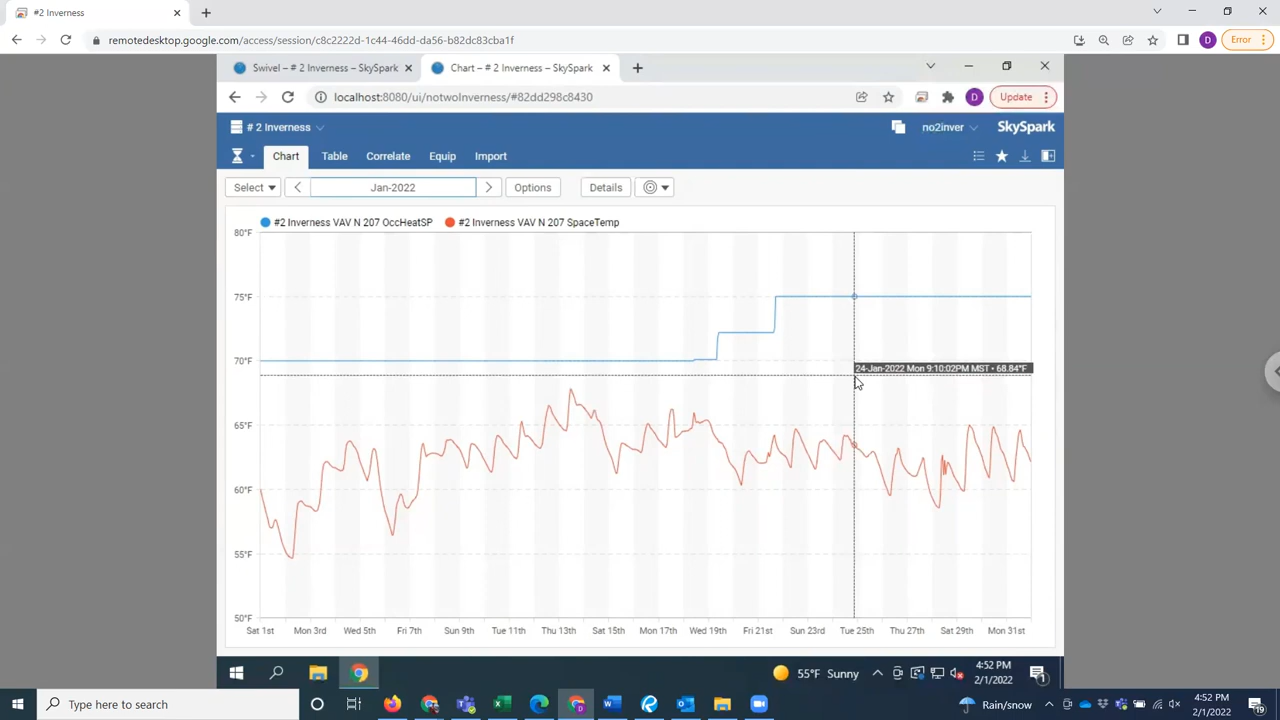 #2 Inverness
remotedesktop.google.com/access/session/c8c2222d-1c44-46dd-da56-b82dc83cba1f
D
Error
Swivel – # 2 Inverness – SkySpark
Chart – # 2 Inverness – SkySpark
localhost:8080/ui/notwoInverness/#82dd298c8430
D
Update
# 2 Inverness
no2inver
SkySpark
Chart
Table
Correlate
Equip
Import
Select
Jan-2022
Options
Details
#2 Inverness VAV N 207 OccHeatSP
#2 Inverness VAV N 207 SpaceTemp
80°F
75°F
70°F
24-Jan-2022 Mon 9:10:02PM MST • 68.84°F
65°F
60°F
55°F
50°F
Sat 1st
Mon 3rd
Wed 5th
Fri 7th
Sun 9th
Tue 11th
Thu 13th
Sat 15th
Mon 17th
Wed 19th
Fri 21st
Sun 23rd
Tue 25th
Thu 27th
Sat 29th
Mon 31st
55°F Sunny
4:52 PM
2/1/2022
1
Type here to search
Rain/snow
4:52 PM
2/1/2022
19